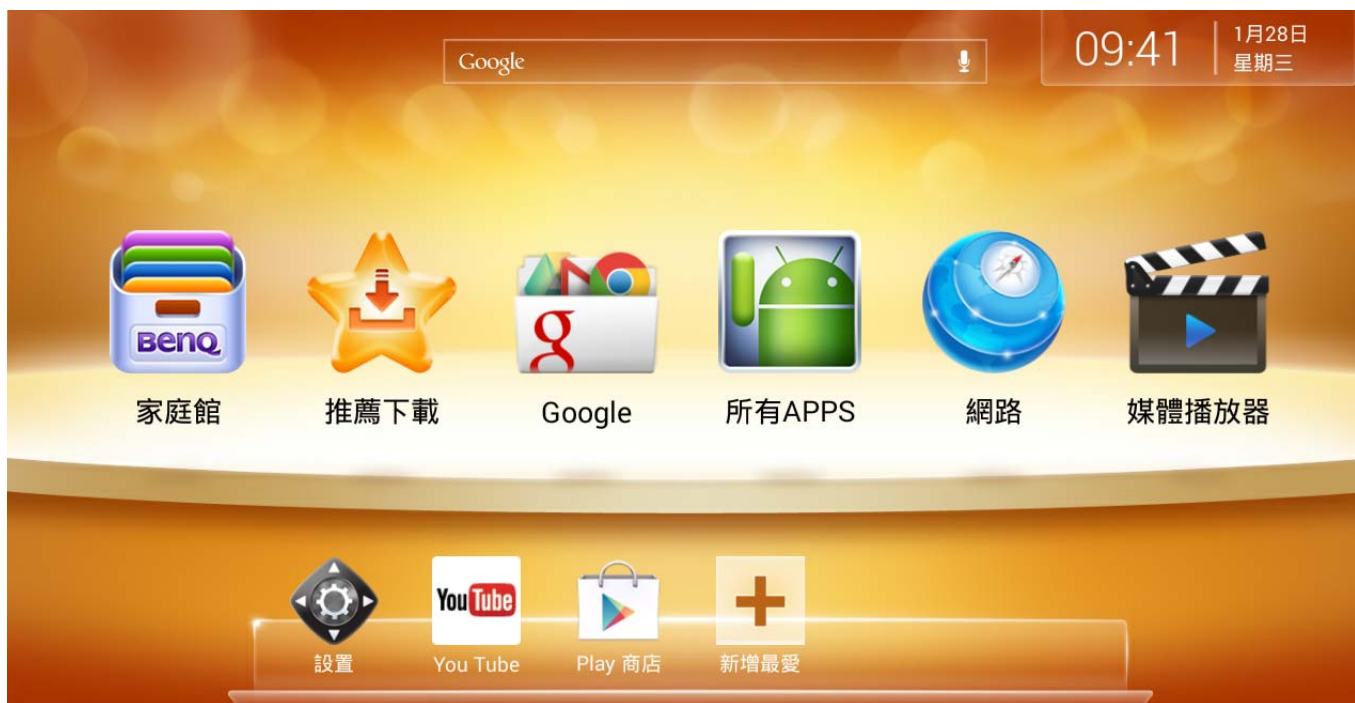 Google
09:41
1月28日
星期三
BenQ
g
家庭館
推薦下載
Google
所有APPS
網路
媒體播放器
You Tube
設置
You Tube
Play 商店
新增最愛